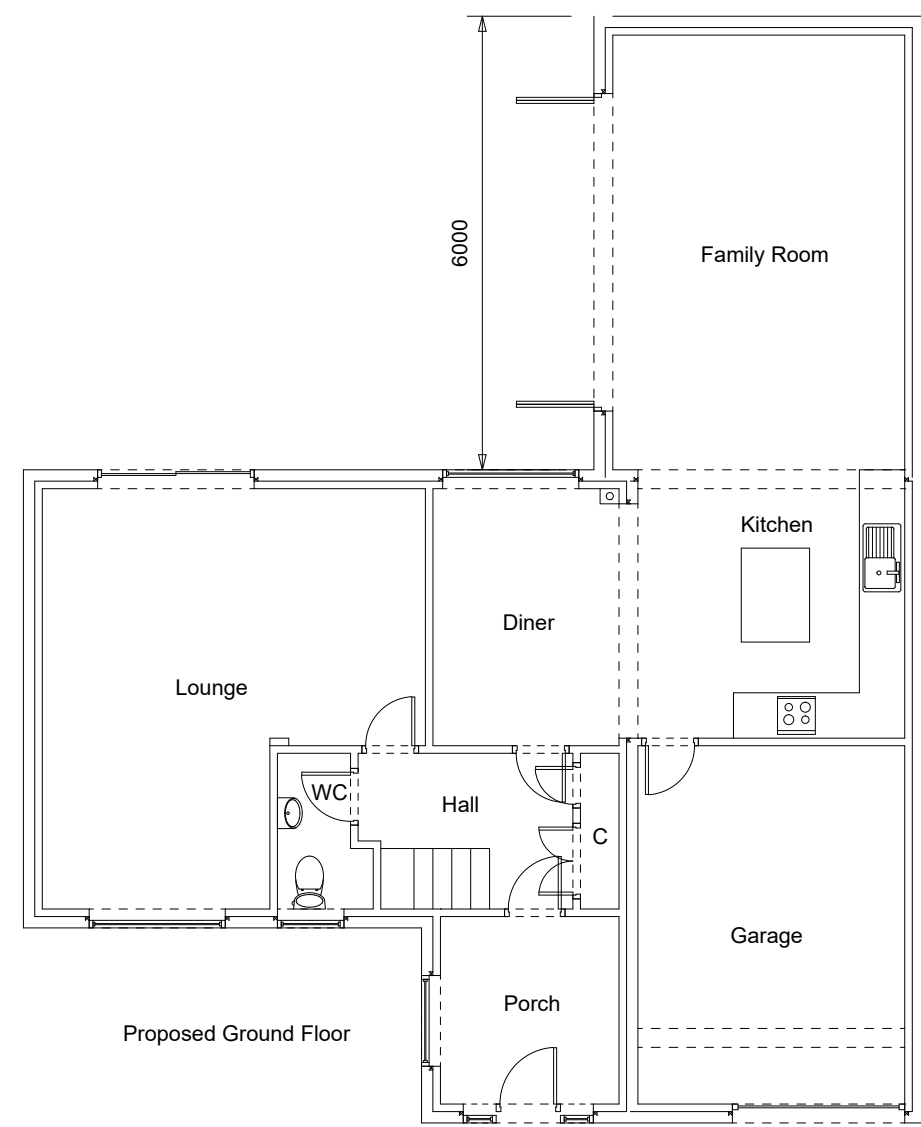 6000
Family Room
Kitchen
Diner
Lounge
WC
Hall
C
Garage
Porch
Proposed Ground Floor